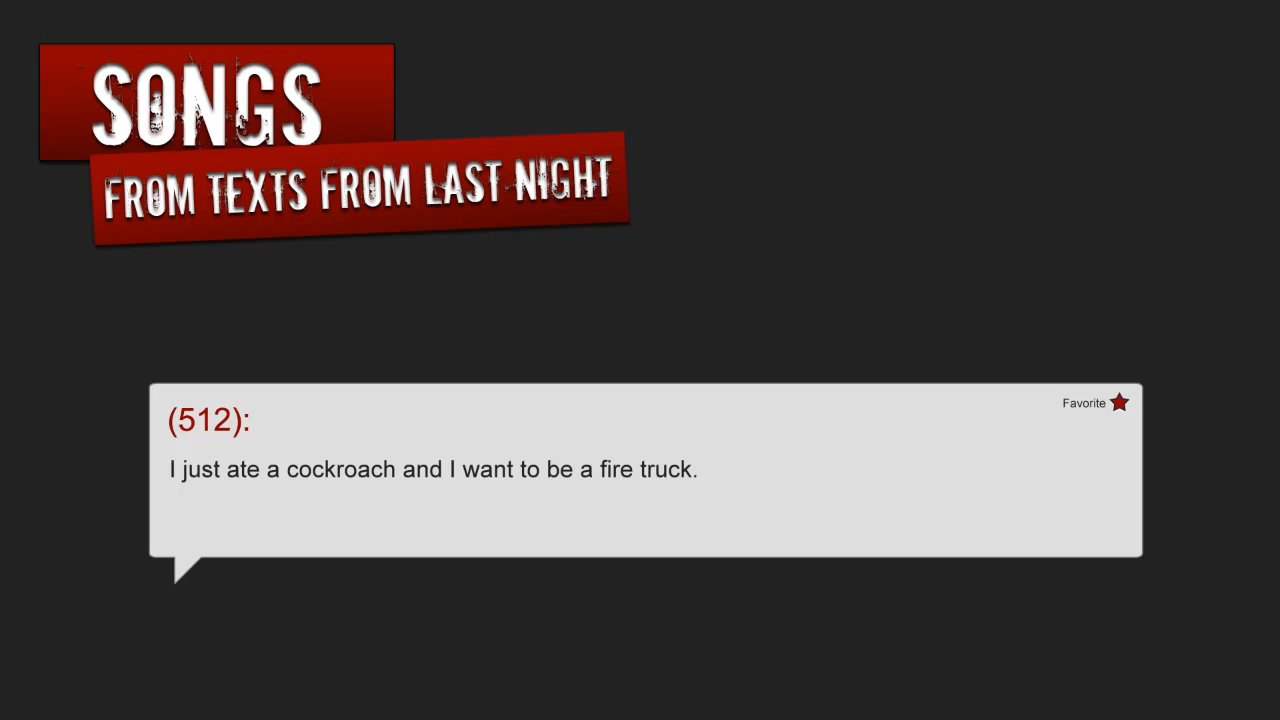 SONGS
FROM TEXTS FROM LAST NIGHT
Favorite
(512):
I just ate a cockroach and I want to be a fire truck.